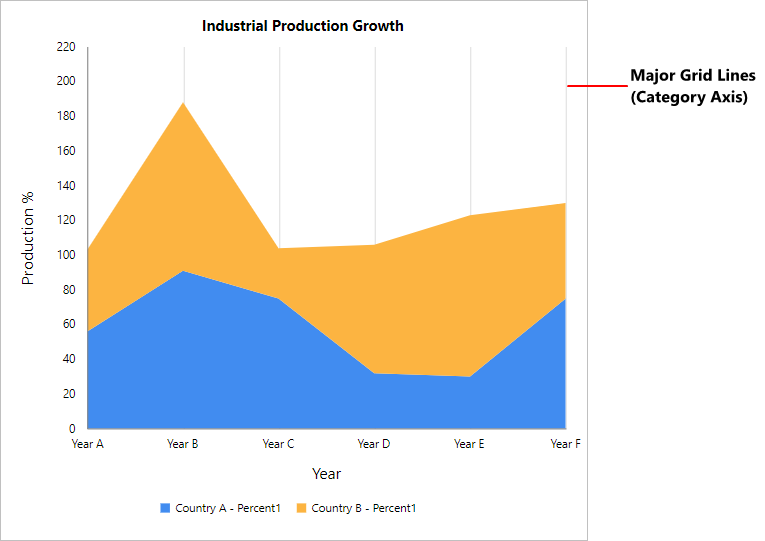 Industrial Production Growth
220
200
180
160
140
120
100
80
60
40
20
0
Production %
Year A Year B Year C Year D Year E Year F
Year
Country A - Percent1 Country B - Percent1
Major Grid Lines
(Category Axis)